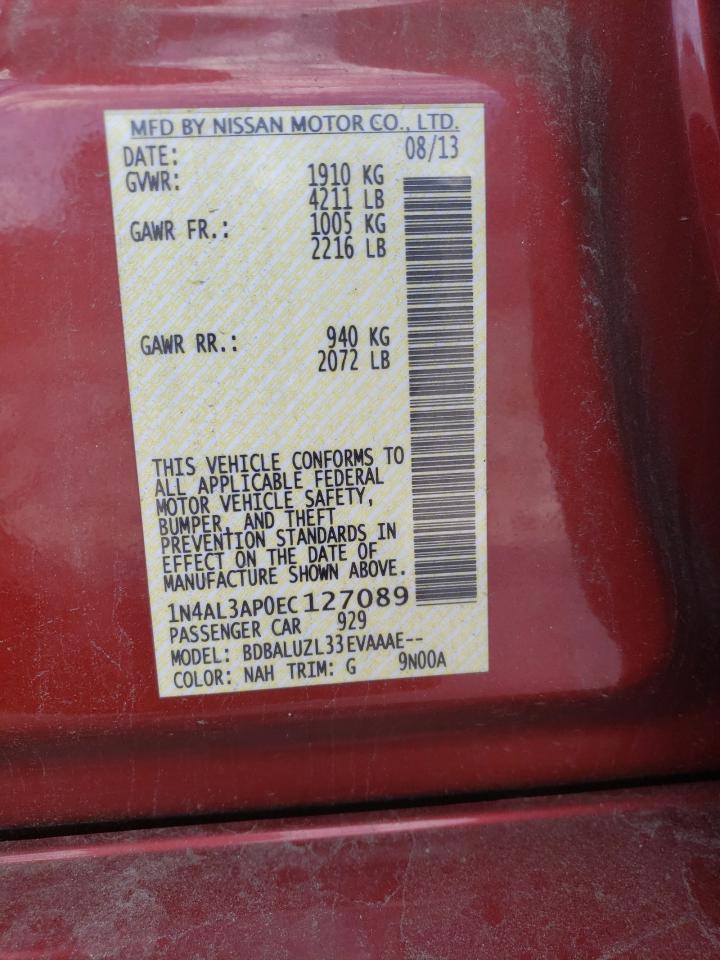 MFD BY NISSAN MOTOR CO., LTD.
DATE: 08/13
GVWR: 1910 KG
4211 LB
GAWR FR.: 1005 KG
2216 LB
GAWR RR.: 940 KG
2072 LB
THIS VEHICLE CONFORMS TO
ALL APPLICABLE FEDERAL
MOTOR VEHICLE SAFETY,
BUMPER, AND THEFT
PREVENTION STANDARDS IN
EFFECT ON THE DATE OF
MANUFACTURE SHOWN ABOVE.
1N4AL3AP0EC127089
PASSENGER CAR 929
MODEL: BDBALUZL33EVAAAE--
COLOR: NAH TRIM: G 9N00A